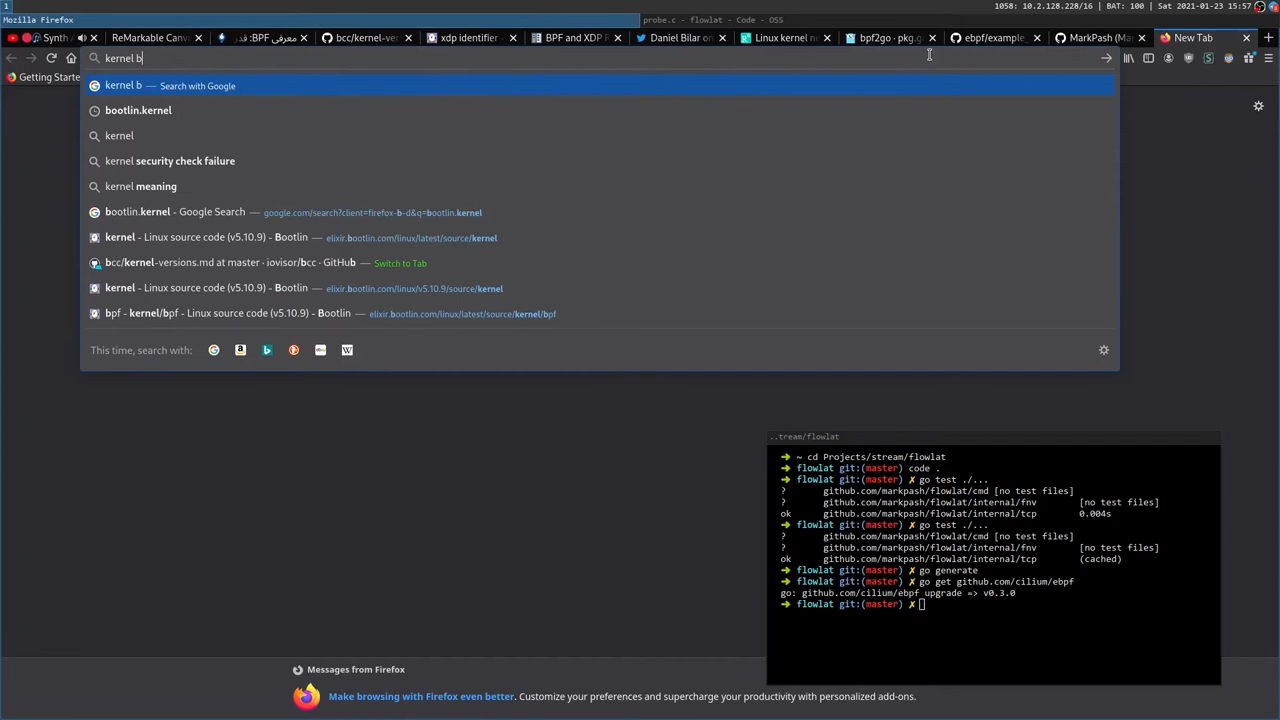 1
1058: 10.2.128.228/16 | BAT: 100 | Sat 2021-01-23 15:57
Mozilla Firefox
probe.c - flowlat - Code - OSS
Synth
ReMarkable Canv
معرفی BPF: قد
bcc/kernel-ver
xdp identifier -
BPF and XDP R
Daniel Bilar on
Linux kernel ne
bpf2go · pkg.g
ebpf/example_
MarkPash (Ma
New Tab
kernel b
Getting Starte
kernel b — Search with Google
bootlin.kernel
kernel
kernel security check failure
kernel meaning
bootlin.kernel - Google Search — google.com/search?client=firefox-b-d&q=bootlin.kernel
kernel - Linux source code (v5.10.9) - Bootlin — elixir.bootlin.com/linux/latest/source/kernel
bcc/kernel-versions.md at master · iovisor/bcc · GitHub — Switch to Tab
kernel - Linux source code (v5.10.9) - Bootlin — elixir.bootlin.com/linux/v5.10.9/source/kernel
bpf - kernel/bpf - Linux source code (v5.10.9) - Bootlin — elixir.bootlin.com/linux/latest/source/kernel/bpf
This time, search with:
..tream/flowlat
➜ ~ cd Projects/stream/flowlat
➜ flowlat git:(master) code .
➜ flowlat git:(master) ✗ go test ./...
? github.com/markpash/flowlat/cmd [no test files]
? github.com/markpash/flowlat/internal/fnv [no test files]
ok github.com/markpash/flowlat/internal/tcp 0.004s
➜ flowlat git:(master) ✗ go test ./...
? github.com/markpash/flowlat/cmd [no test files]
? github.com/markpash/flowlat/internal/fnv [no test files]
ok github.com/markpash/flowlat/internal/tcp (cached)
➜ flowlat git:(master) ✗ go generate
➜ flowlat git:(master) ✗ go get github.com/cilium/ebpf
go: github.com/cilium/ebpf upgrade => v0.3.0
➜ flowlat git:(master) ✗
Messages from Firefox
Make browsing with Firefox even better. Customize your preferences and supercharge your productivity with personalized add-ons.